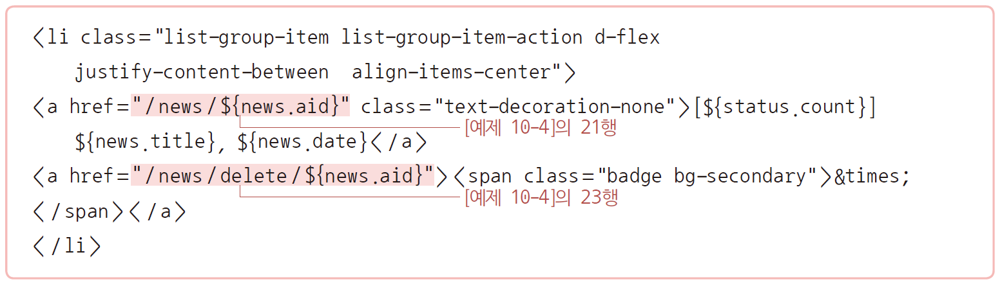 <li class="list-group-item list-group-item-action d-flex
justify-content-between align-items-center">
<a href="/news/${news.aid}" class="text-decoration-none">[${status.count}]
[예제 10-4]의 21행
${news.title}, ${news.date}</a>
<a href="/news/delete/${news.aid}"><span class="badge bg-secondary">&times;
[예제 10-4]의 23행
</span></a>
</li>